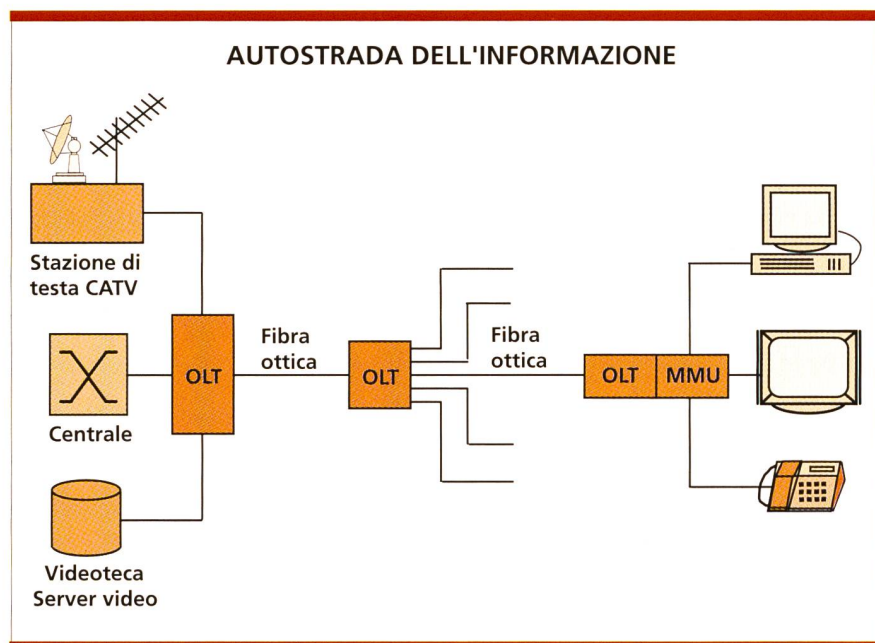 AUTOSTRADA DELL'INFORMAZIONE
Stazione di
testa CATV
Centrale
Videoteca
Server video
OLT
Fibra
ottica
OLT
Fibra
ottica
OLT
MMU